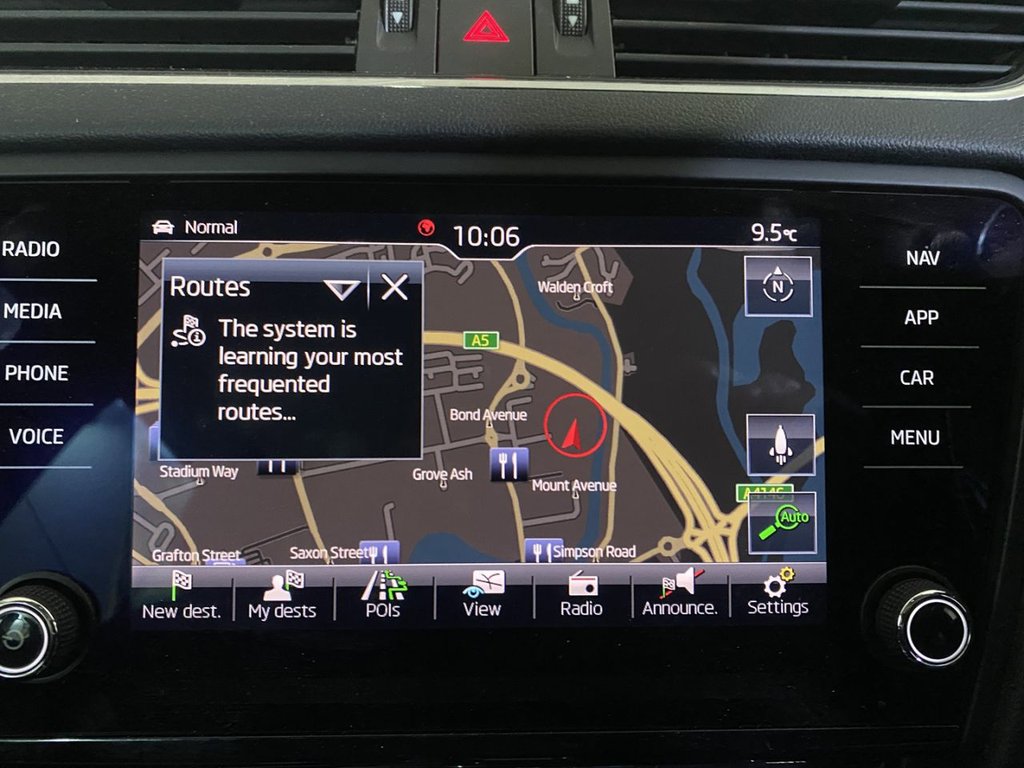 Normal
10:06
9.5°C
RADIO
MEDIA
PHONE
VOICE
Routes
The system is
learning your most
frequented
routes...
Walden Croft
N
A5
Bond Avenue
Stadium Way
Grove Ash
Mount Avenue
A4146
Auto
Grafton Street
Saxon Street
Simpson Road
New dest.
My dests
POIs
View
Radio
Announce.
Settings
NAV
APP
CAR
MENU